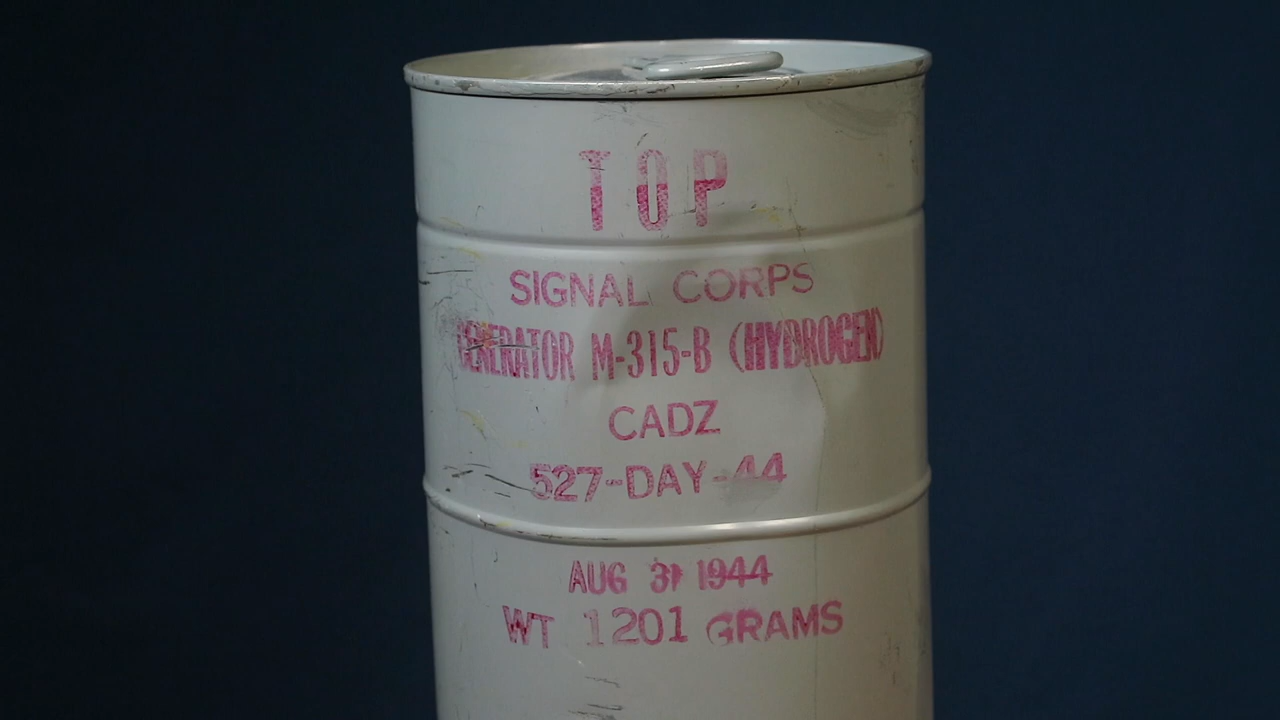 TOP
SIGNAL CORPS
GENERATOR M-315-B (HYDROGEN)
CADZ
527-DAY-44
AUG 31 1944
WT 1201 GRAMS